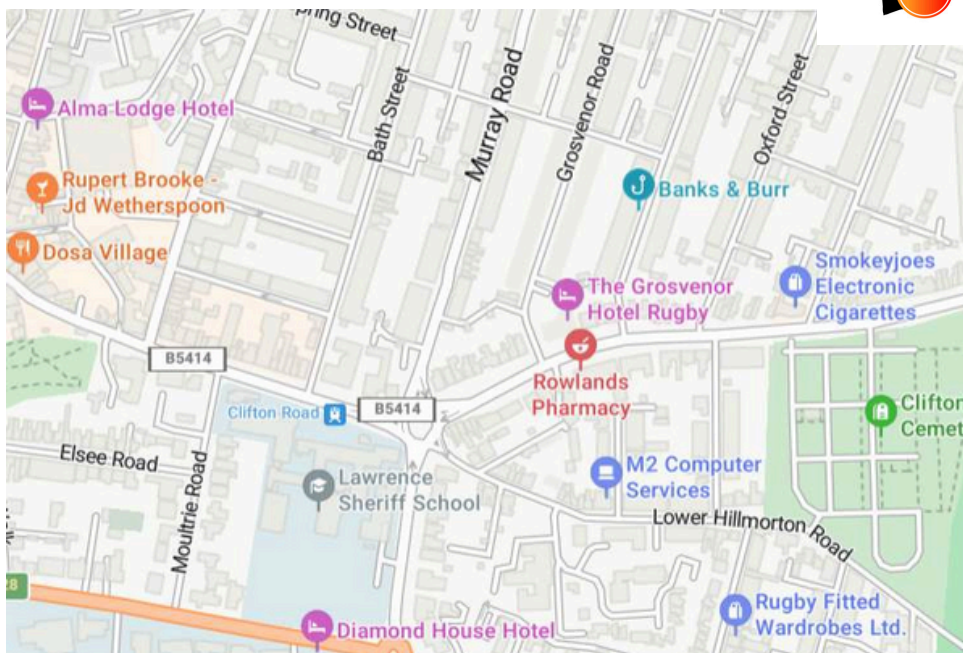 pring Street
Murray Road
Bath Street
Grosvenor Road
Oxford Street
Alma Lodge Hotel
Rupert Brooke -
Jd Wetherspoon
Banks & Burr
Dosa Village
Smokeyjoes
Electronic
Cigarettes
The Grosvenor
Hotel Rugby
B5414
Rowlands
Pharmacy
Clifton Road
B5414
Clifton
Cemet
Elsee Road
Moultrie Road
Lawrence
Sheriff School
M2 Computer
Services
Lower Hillmorton Road
28
Rugby Fitted
Wardrobes Ltd.
Diamond House Hotel